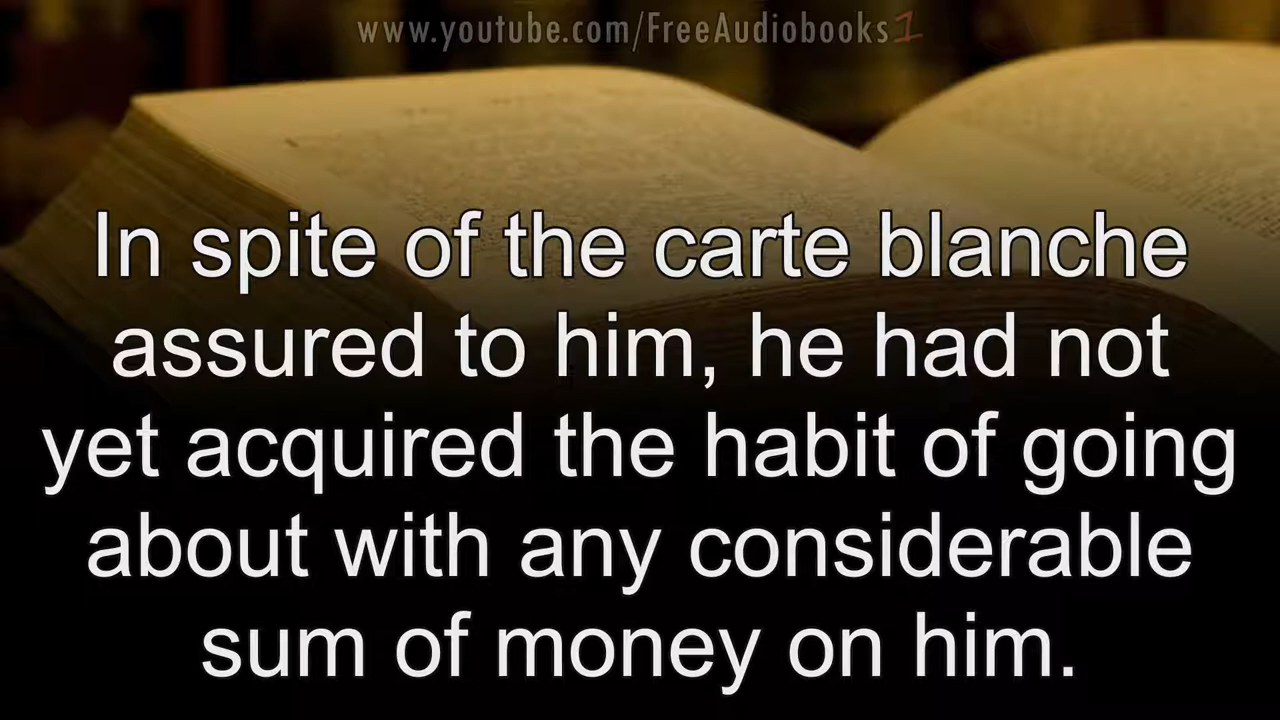 www.youtube.com/FreeAudiobooks1
In spite of the carte blanche
assured to him, he had not
yet acquired the habit of going
about with any considerable
sum of money on him.